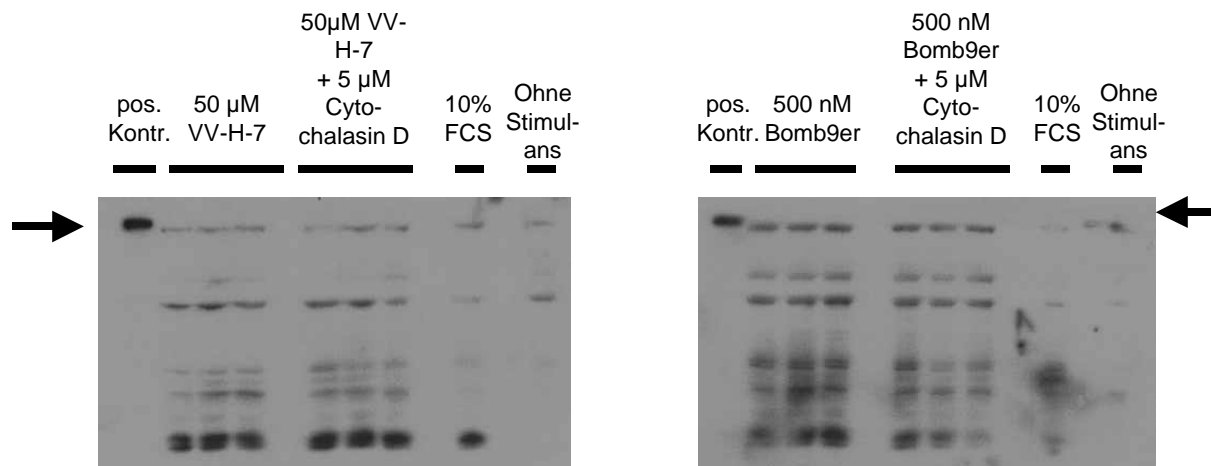 pos.
Kontr.
50 µM
VV-H-7
50µM VV-
H-7
+ 5 µM
Cyto-
chalasin D
10%
FCS
Ohne
Stimul-
ans
pos.
Kontr.
500 nM
Bomb9er
500 nM
Bomb9er
+ 5 µM
Cyto-
chalasin D
10%
FCS
Ohne
Stimul-
ans